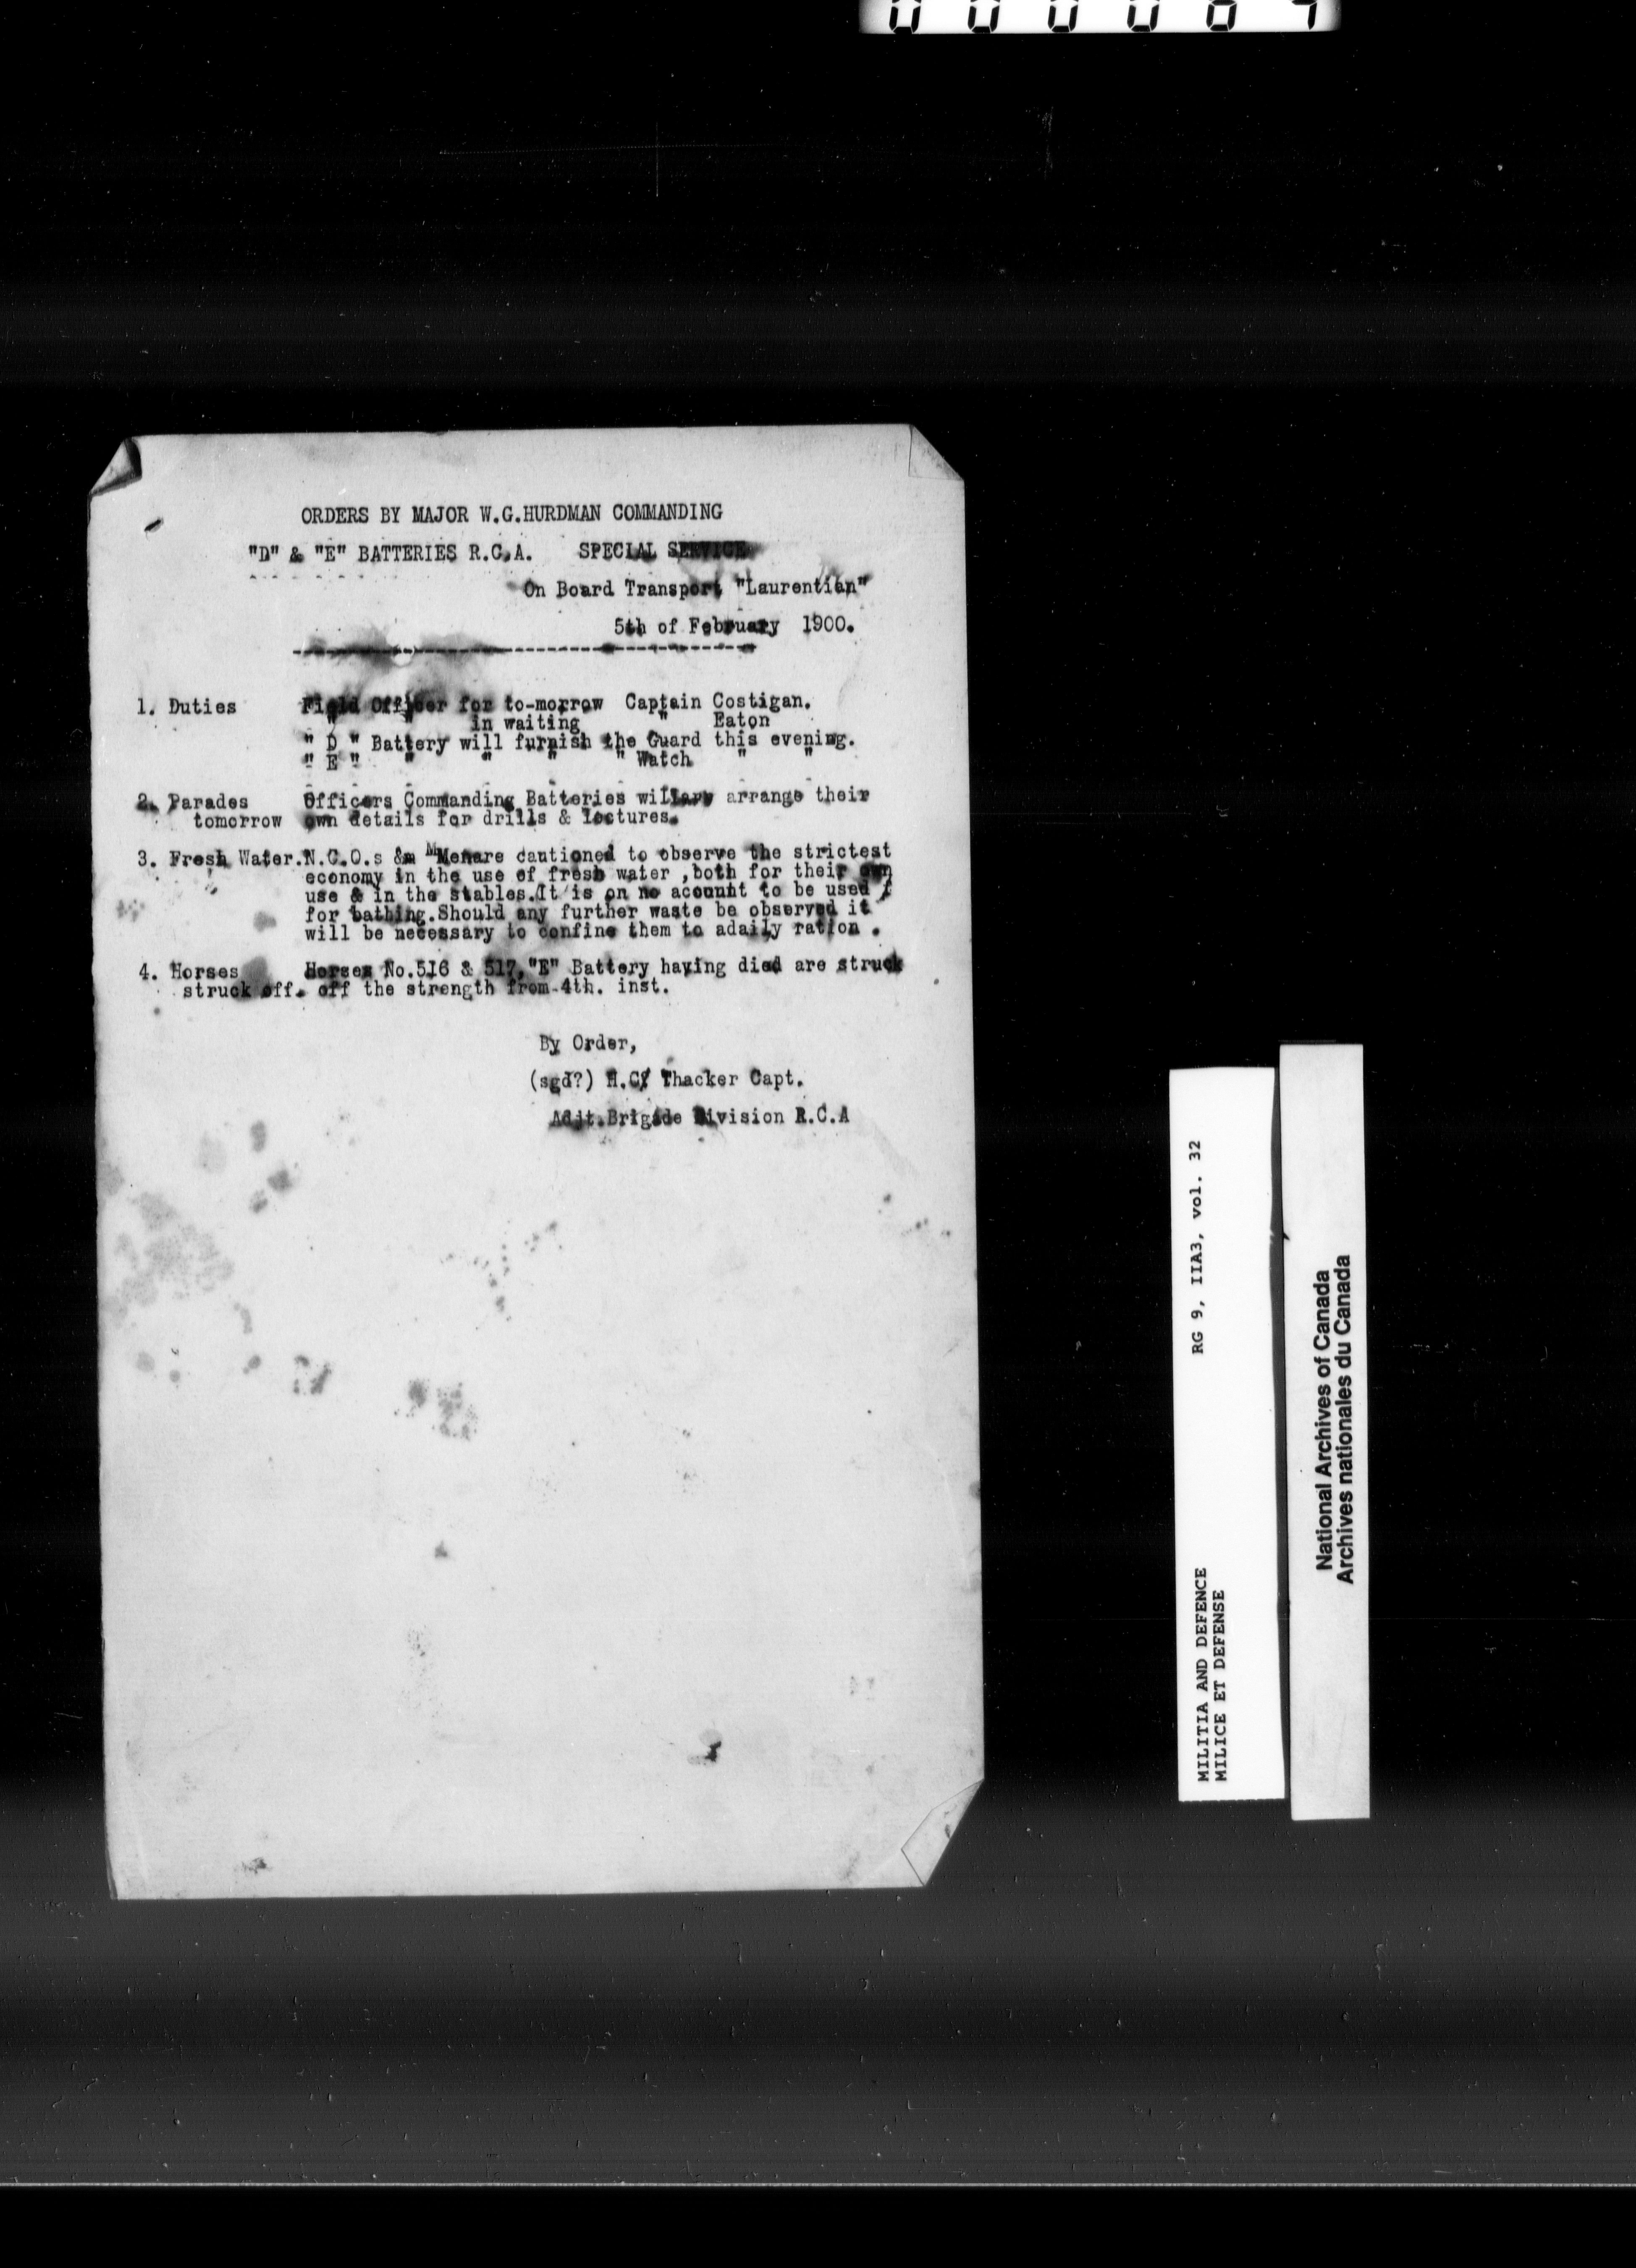 ORDERS BY MAJOR W.G.HURDMAN COMMANDING
"D" & "E" BATTERIES R.C.A. SPECIAL SERVICE
On Board Transport "Laurentian"
5th of February 1900.
1. Duties Field Officer for to-morrow Captain Costigan.
" " in waiting " Eaton
" D " Battery will furnish the Guard this evening.
" E " " " " " Watch " "
2. Parades Officers Commanding Batteries will arrange their
tomorrow own details for drills & lectures.
3. Fresh Water. N.C.O.s & Men are cautioned to observe the strictest
economy in the use of fresh water ,both for their own
use & in the stables.It is on no account to be used
for bathing.Should any further waste be observed it
will be necessary to confine them to adaily ration .
4. Horses Horses No.516 & 517,"E" Battery having died are struck
struck off. off the strength from 4th. inst.
By Order,
(sgd?) H.C. Thacker Capt.
Adjt.Brigade Division R.C.A
RG 9, IIA3, vol. 32
MILITIA AND DEFENCE
MILICE ET DEFENSE
National Archives of Canada
Archives nationales du Canada